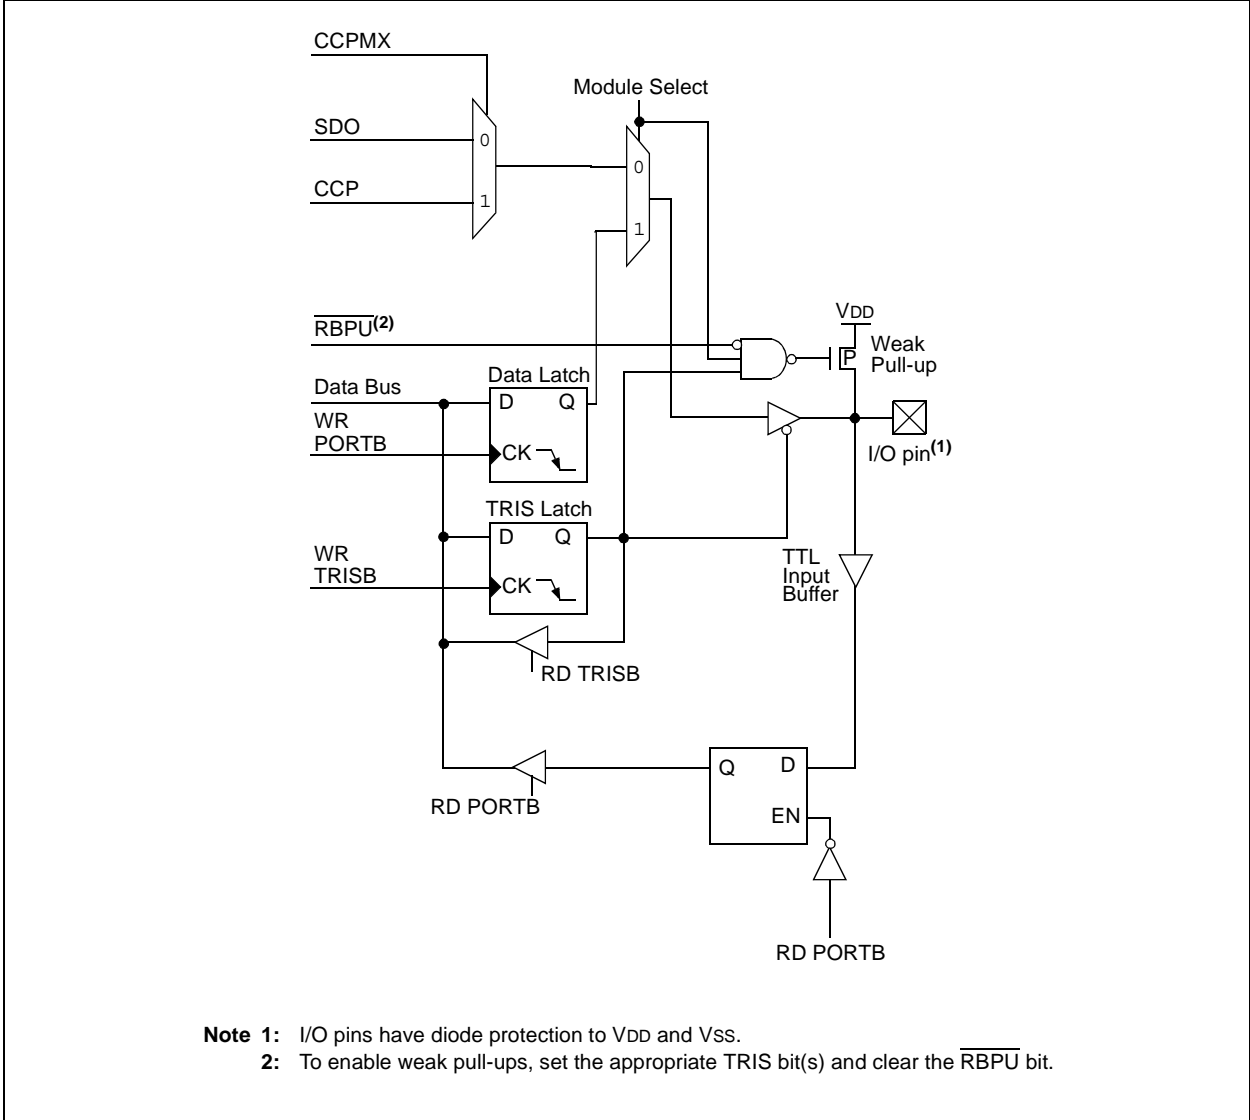 CCPMX
Module Select
SDO
0
0
CCP
1
1
VDD
R̅B̅P̅U̅(2)
Weak
P
Pull-up
Data Latch
Data Bus
D Q
WR
PORTB
CK
I/O pin(1)
TRIS Latch
D Q
WR
TRISB
CK
TTL
Input
Buffer
RD TRISB
Q D
RD PORTB
EN
RD PORTB
Note 1: I/O pins have diode protection to VDD and VSS.
2: To enable weak pull-ups, set the appropriate TRIS bit(s) and clear the R̅B̅P̅U̅ bit.